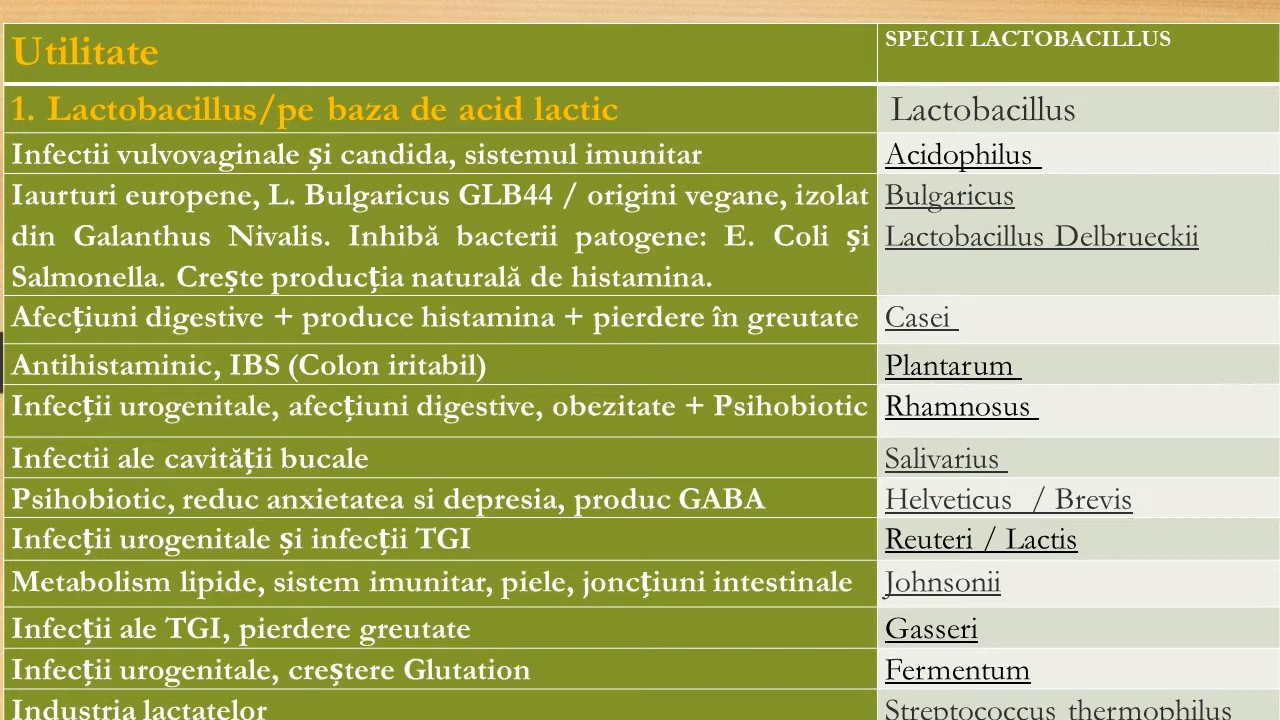 Utilitate
SPECII LACTOBACILLUS
1. Lactobacillus/pe baza de acid lactic
Lactobacillus
Infectii vulvovaginale și candida, sistemul imunitar
Acidophilus
Iaurturi europene, L. Bulgaricus GLB44 / origini vegane, izolat
din Galanthus Nivalis. Inhibă bacterii patogene: E. Coli și
Salmonella. Crește producția naturală de histamina.
Bulgaricus
Lactobacillus Delbrueckii
Afecțiuni digestive + produce histamina + pierdere în greutate
Casei
Antihistaminic, IBS (Colon iritabil)
Plantarum
Infecții urogenitale, afecțiuni digestive, obezitate + Psihobiotic
Rhamnosus
Infectii ale cavității bucale
Salivarius
Psihobiotic, reduc anxietatea si depresia, produc GABA
Helveticus / Brevis
Infecții urogenitale și infecții TGI
Reuteri / Lactis
Metabolism lipide, sistem imunitar, piele, joncțiuni intestinale
Johnsonii
Infecții ale TGI, pierdere greutate
Gasseri
Infecții urogenitale, creștere Glutation
Fermentum
Industria lactatelor
Streptococcus thermophilus